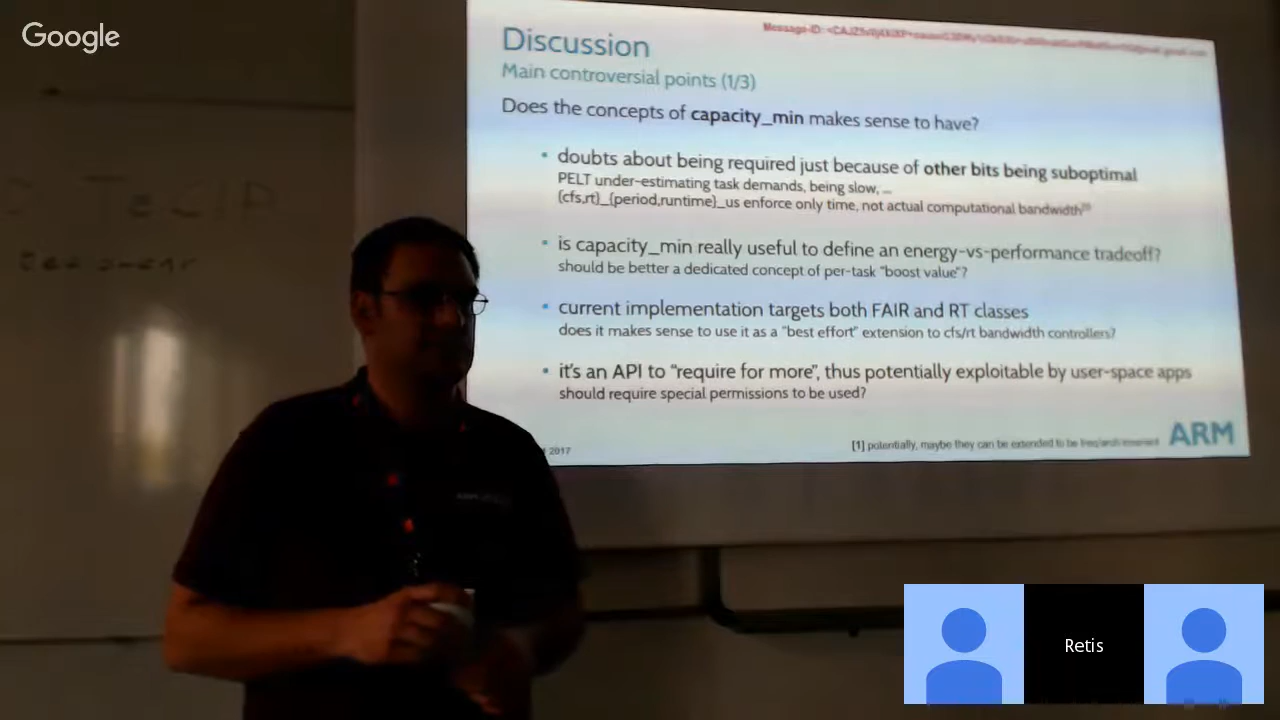 Google
Message-ID:
Discussion
Main controversial points (1/3)
Does the concepts of capacity_min makes sense to have?
• doubts about being required just because of other bits being suboptimal
PELT under-estimating task demands, being slow, ...
{cfs,rt}_{period,runtime}_us enforce only time, not actual computational bandwidth[1]
• is capacity_min really useful to define an energy-vs-performance tradeoff?
should be better a dedicated concept of per-task "boost value"?
• current implementation targets both FAIR and RT classes
does it makes sense to use it as a "best effort" extension to cfs/rt bandwidth controllers?
• it's an API to "require for more", thus potentially exploitable by user-space apps
should require special permissions to be used?
2017
[1] potentially, maybe they can be extended to be
ARM
TeCIP
Retis